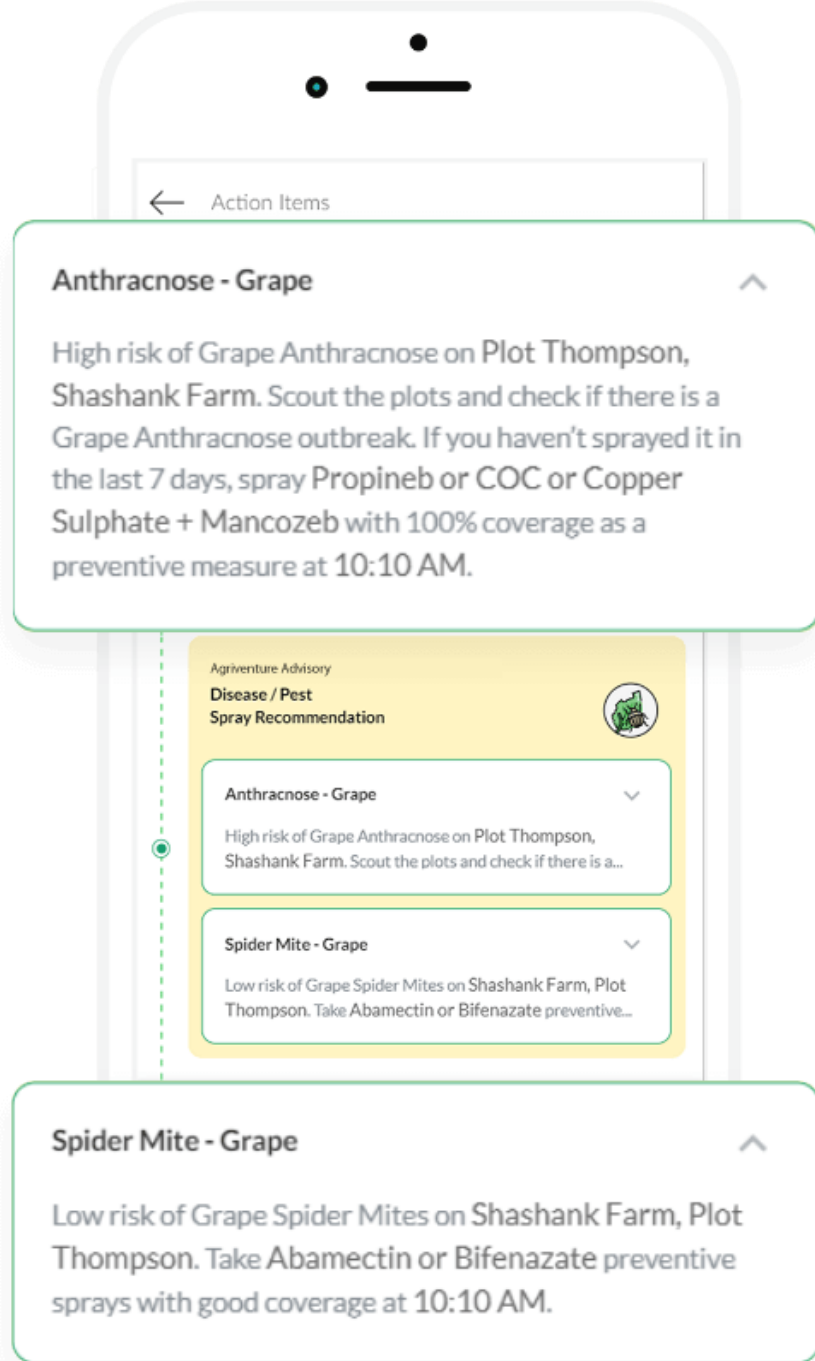 Action Items
Anthracnose - Grape
High risk of Grape Anthracnose on Plot Thompson,
Shashank Farm. Scout the plots and check if there is a
Grape Anthracnose outbreak. If you haven't sprayed it in
the last 7 days, spray Propineb or COC or Copper
Sulphate + Mancozeb with 100% coverage as a
preventive measure at 10:10 AM.
Agriventure Advisory
Disease / Pest
Spray Recommendation
Anthracnose - Grape
High risk of Grape Anthracnose on Plot Thompson,
Shashank Farm. Scout the plots and check if there is a...
Spider Mite - Grape
Low risk of Grape Spider Mites on Shashank Farm, Plot
Thompson. Take Abamectin or Bifenazate preventive...
Spider Mite - Grape
Low risk of Grape Spider Mites on Shashank Farm, Plot
Thompson. Take Abamectin or Bifenazate preventive
sprays with good coverage at 10:10 AM.